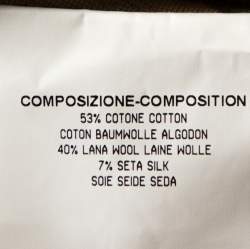 COMPOSIZIONE-COMPOSITION
53% COTONE COTTON
COTON BAUMWOLLE ALGODON
40% LANA WOOL LAINE WOLLE
7% SETA SILK
SOIE SEIDE SEDA